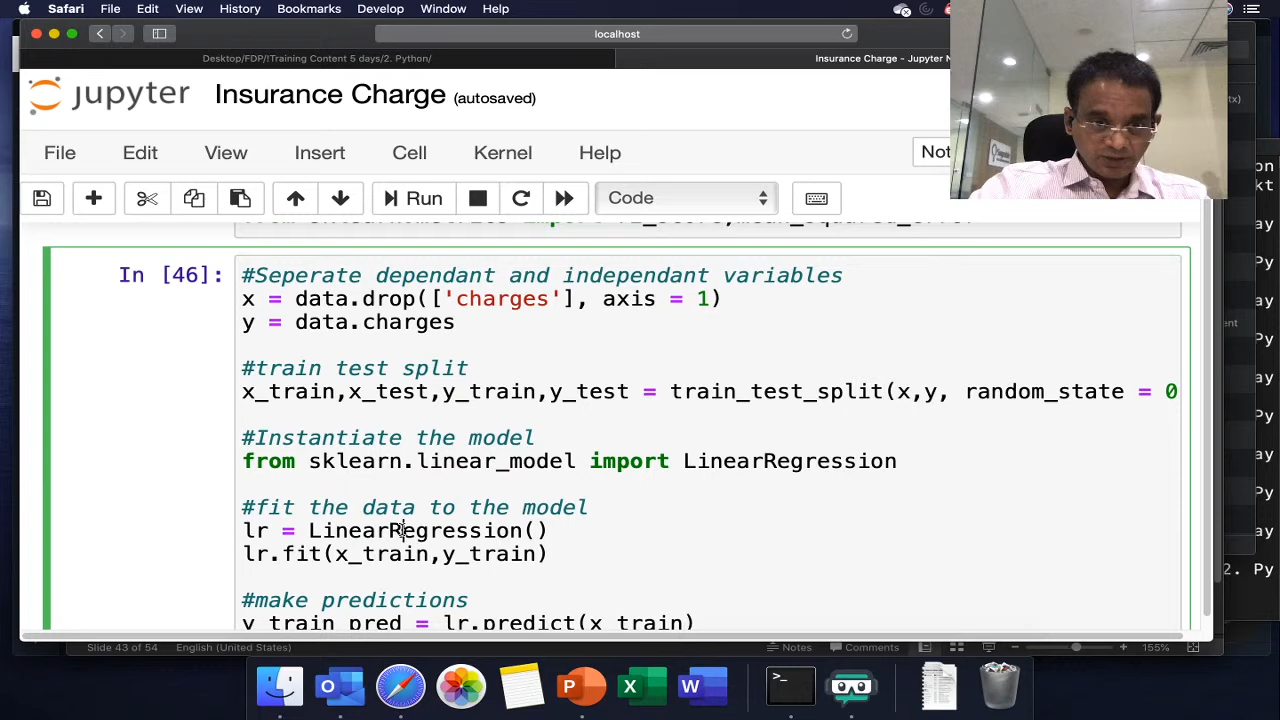 Safari File Edit View History Bookmarks Develop Window Help
localhost
Desktop/FDP/!Training Content 5 days/2. Python/
Insurance Charge - Jupyter N
jupyter Insurance Charge (autosaved)
File Edit View Insert Cell Kernel Help
Not
Run
Code
In [46]:
#Seperate dependant and independant variables
x = data.drop(['charges'], axis = 1)
y = data.charges
#train test split
x_train,x_test,y_train,y_test = train_test_split(x,y, random_state = 0
#Instantiate the model
from sklearn.linear_model import LinearRegression
#fit the data to the model
lr = LinearRegression()
lr.fit(x_train,y_train)
#make predictions
y_train_pred = lr.predict(x_train)
Slide 43 of 54 English (United States) Notes Comments 155%